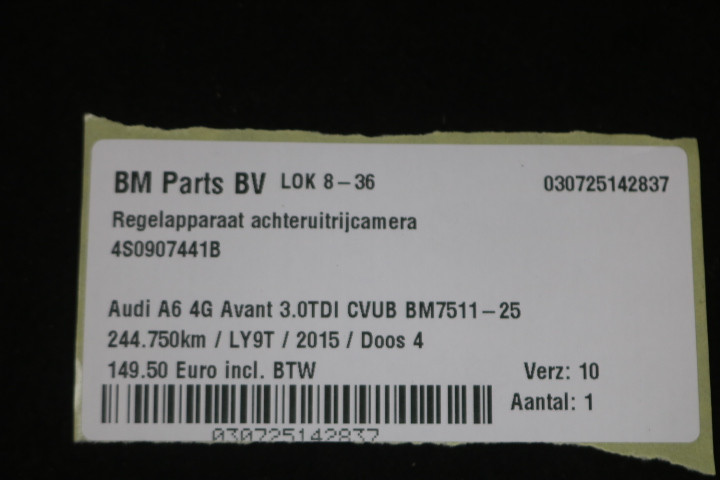 BM Parts BV LOK 8-36 030725142837
Regelapparaat achteruitrijcamera
4S0907441B
Audi A6 4G Avant 3.0TDI CVUB BM7511-25
244.750km / LY9T / 2015 / Doos 4
149.50 Euro incl. BTW Verz: 10
Aantal: 1
030725142837